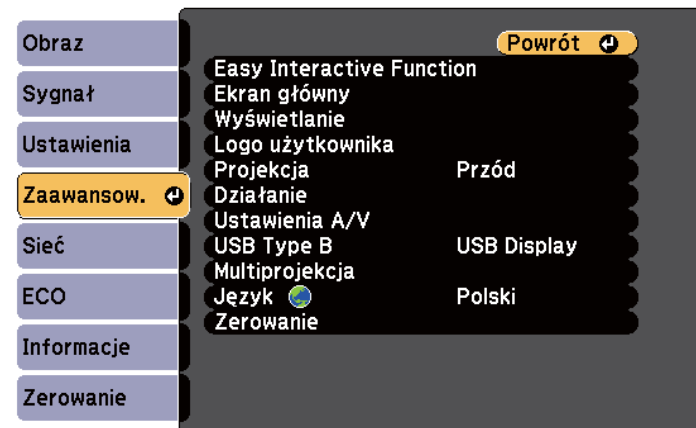 Obraz
Sygnał
Ustawienia
Zaawansow.
Sieć
ECO
Informacje
Zerowanie
Powrót
Easy Interactive Function
Ekran główny
Wyświetlanie
Logo użytkownika
Projekcja Przód
Działanie
Ustawienia A/V
USB Type B USB Display
Multiprojekcja
Język Polski
Zerowanie